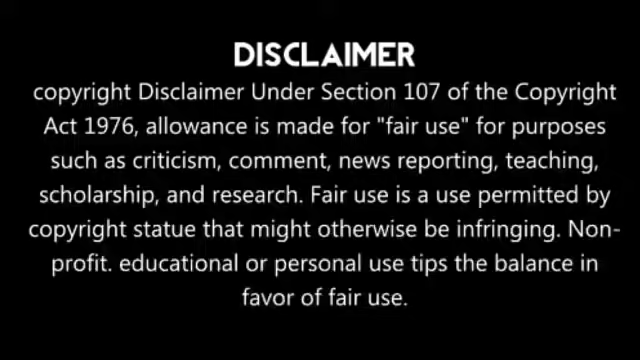 DISCLAIMER
copyright Disclaimer Under Section 107 of the Copyright
Act 1976, allowance is made for "fair use" for purposes
such as criticism, comment, news reporting, teaching,
scholarship, and research. Fair use is a use permitted by
copyright statue that might otherwise be infringing. Non-
profit. educational or personal use tips the balance in
favor of fair use.